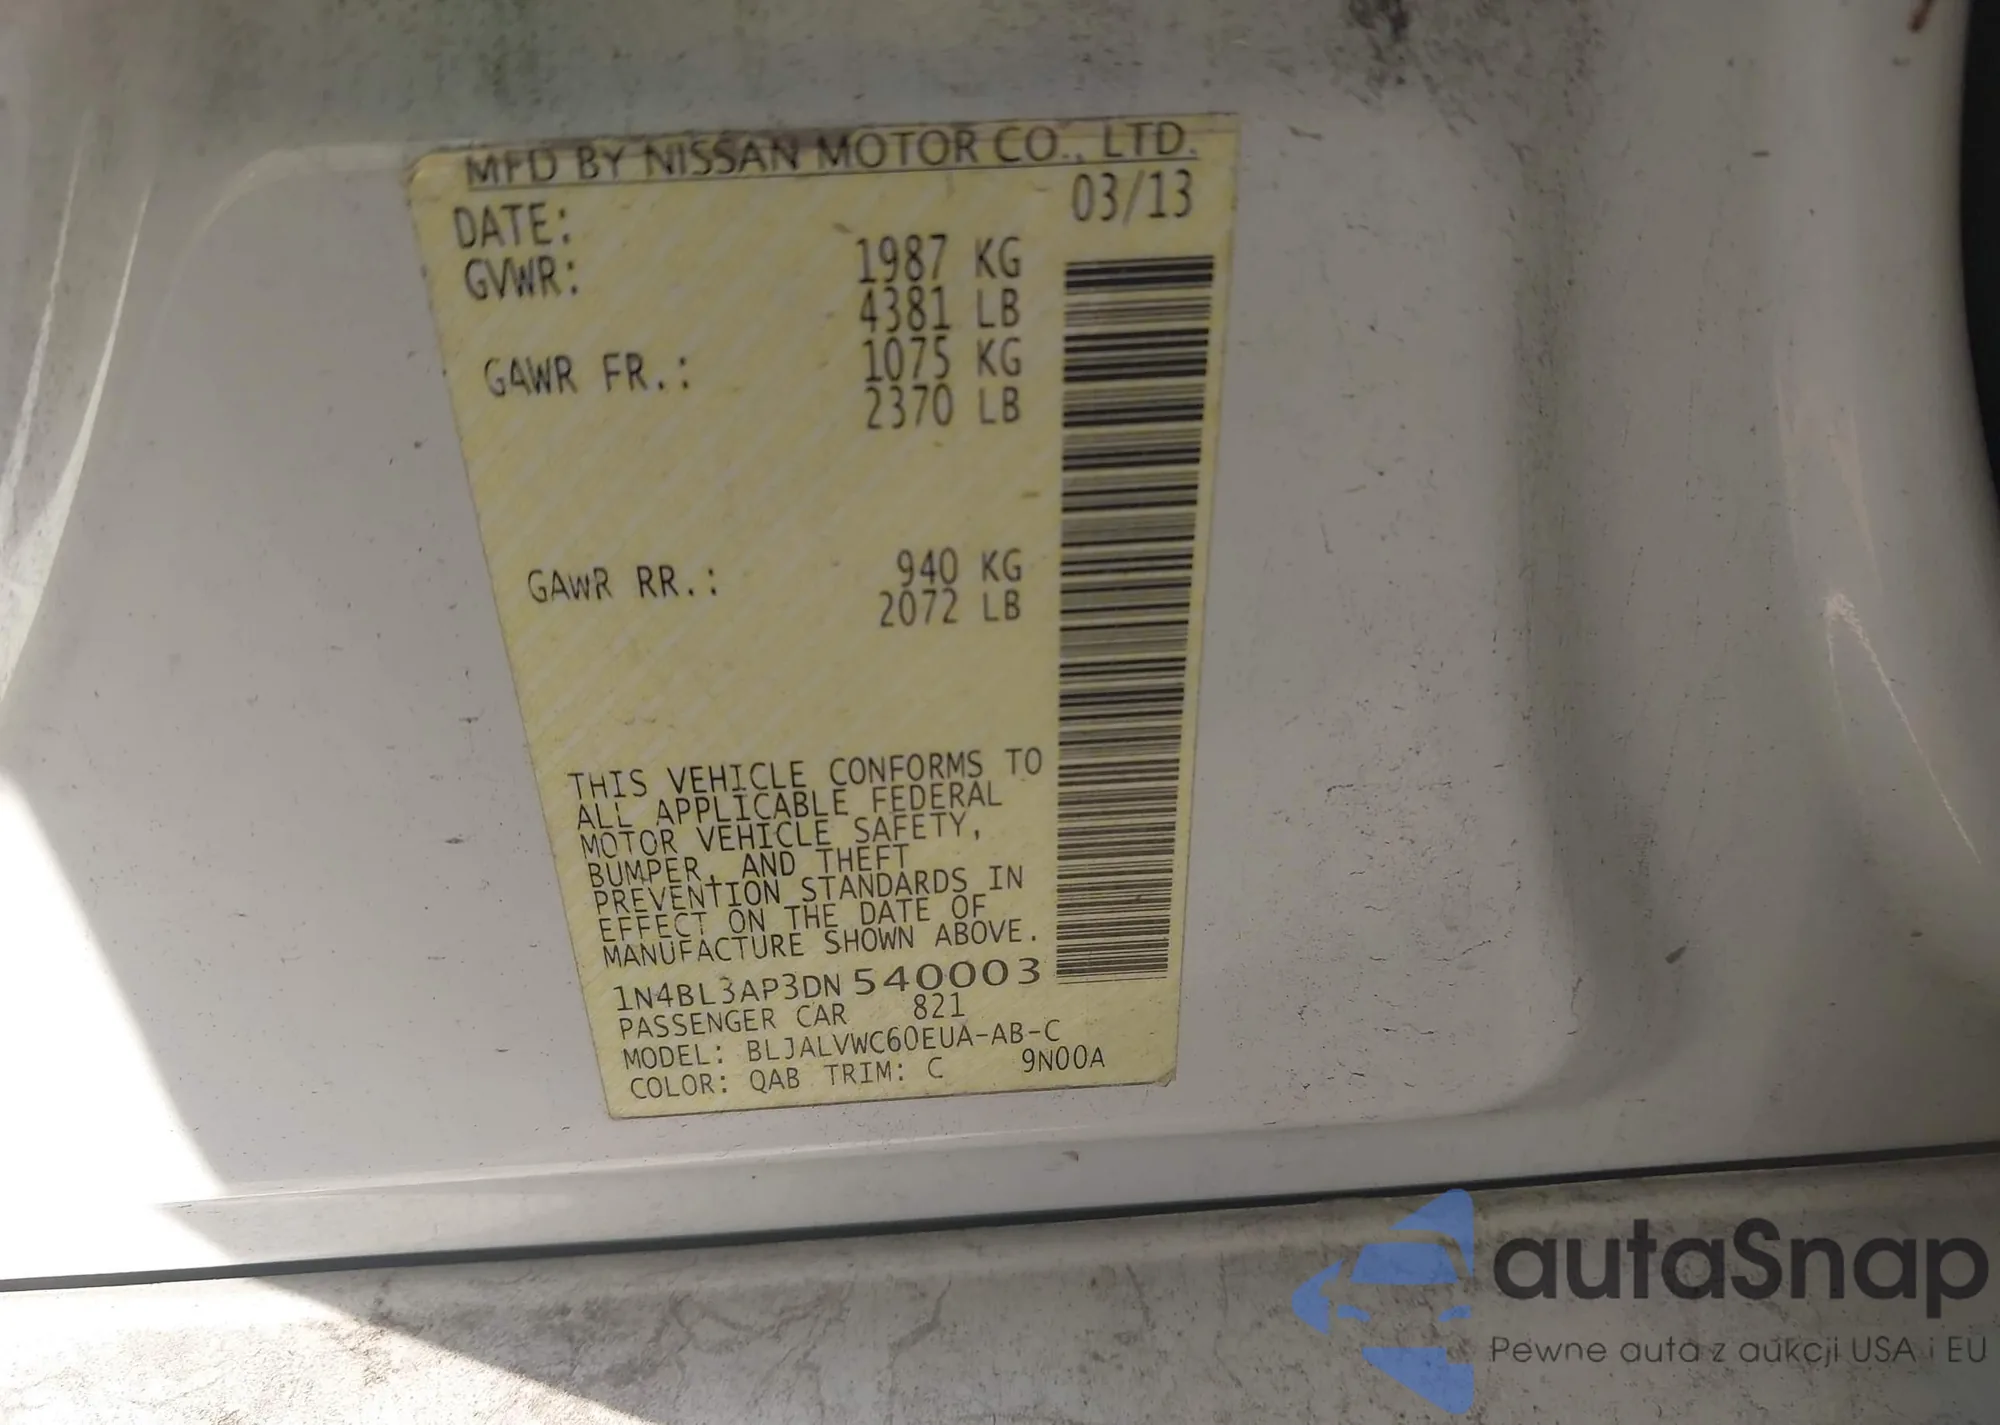 MFD BY NISSAN MOTOR CO., LTD.
DATE: 03/13
GVWR: 1987 KG
4381 LB
GAWR FR.: 1075 KG
2370 LB
GAWR RR.: 940 KG
2072 LB
THIS VEHICLE CONFORMS TO
ALL APPLICABLE FEDERAL
MOTOR VEHICLE SAFETY,
BUMPER, AND THEFT
PREVENTION STANDARDS IN
EFFECT ON THE DATE OF
MANUFACTURE SHOWN ABOVE.
1N4BL3AP3DN540003
PASSENGER CAR 821
MODEL: BLJALVWC60EUA-AB-C
COLOR: QAB TRIM: C 9N00A
autaSnap
Pewne auta z aukcji USA i EU